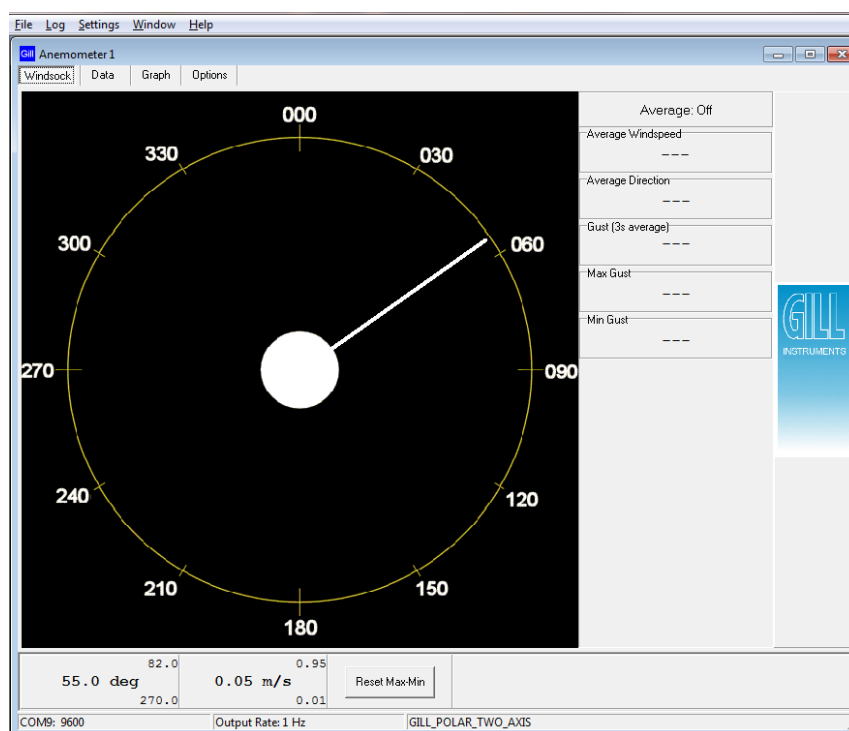 File Log Settings Window Help
Gill Anemometer 1
Windsock Data Graph Options
000
030
060
090
120
150
180
210
240
270
300
330
Average: Off
Average Windspeed
---
Average Direction
---
Gust (3s average)
---
Max Gust
---
Min Gust
---
GILL
INSTRUMENTS
82.0
55.0 deg
270.0
0.95
0.05 m/s
0.01
Reset Max-Min
COM9: 9600 Output Rate: 1 Hz GILL_POLAR_TWO_AXIS